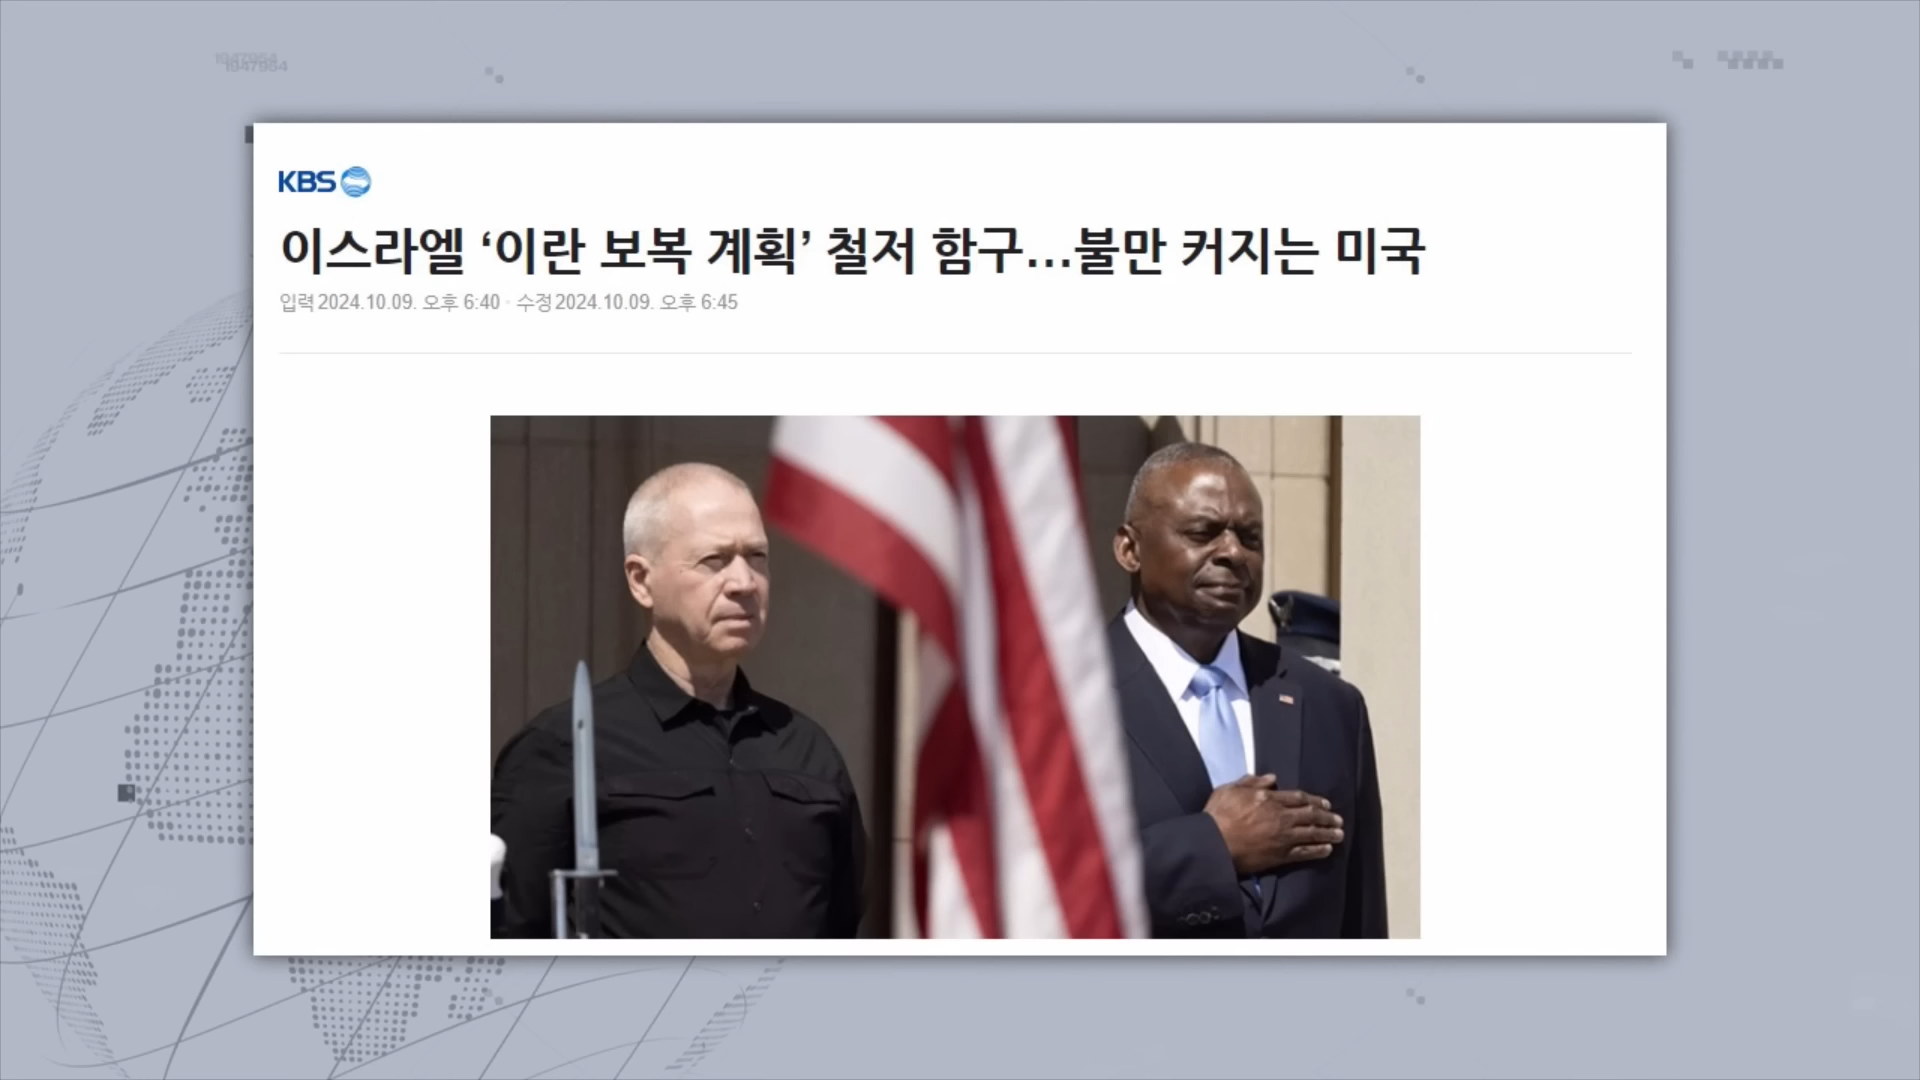 1947954
1947954
KBS
이스라엘 ‘이란 보복 계획’ 철저 함구…불만 커지는 미국
입력 2024.10.09. 오후 6:40 · 수정 2024.10.09. 오후 6:45